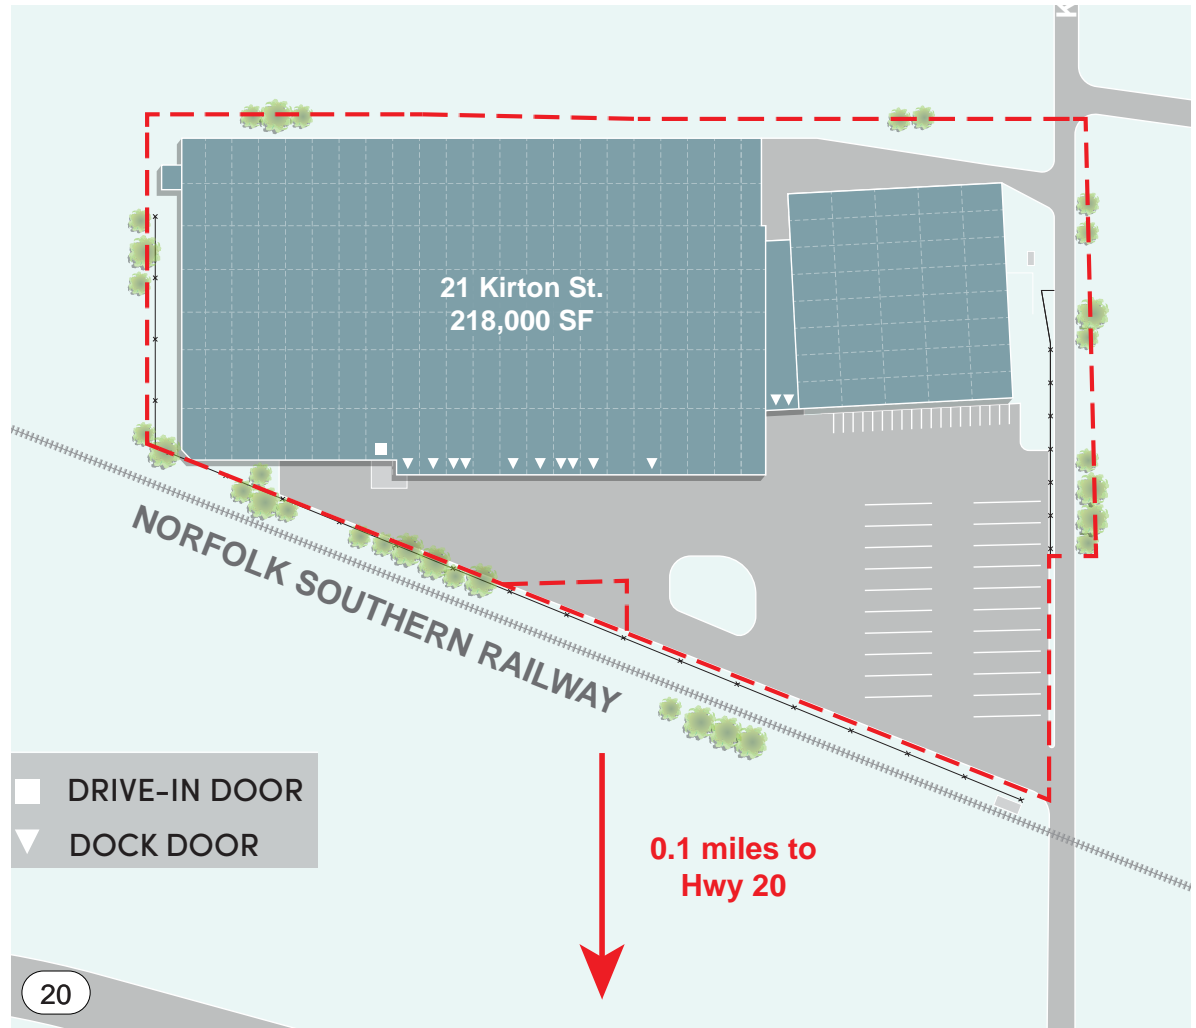 K
21 Kirton St.
218,000 SF
NORFOLK SOUTHERN RAILWAY
DRIVE-IN DOOR
DOCK DOOR
0.1 miles to
Hwy 20
20